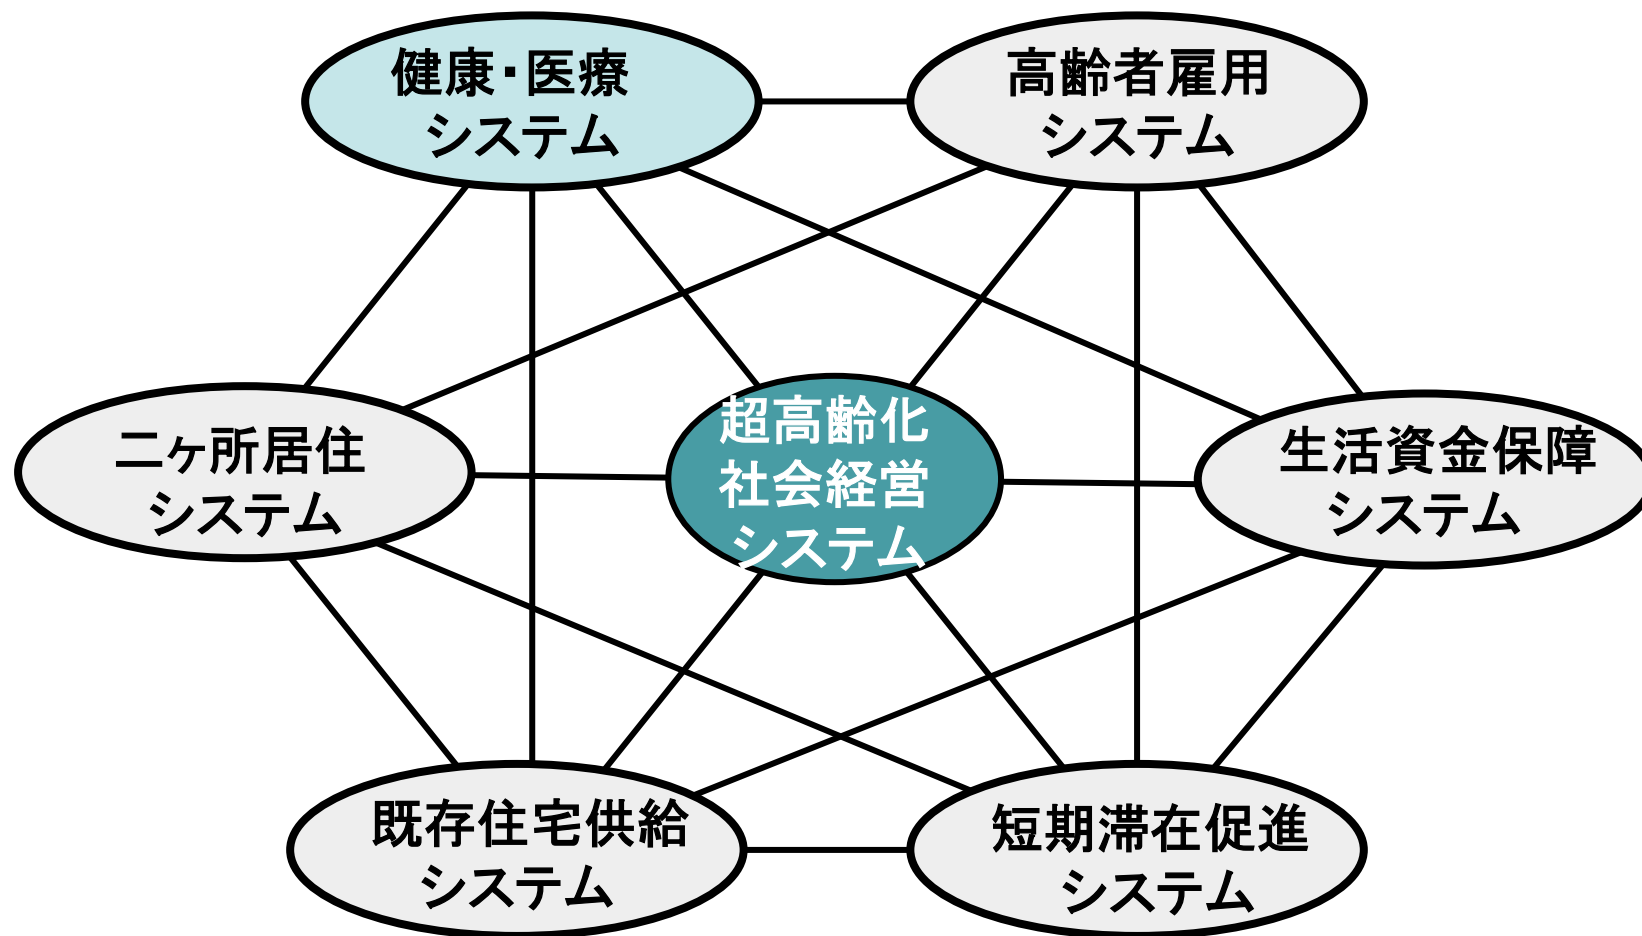 健康・医療
システム
高齢者雇用
システム
二ヶ所居住
システム
超高齢化
社会経営
システム
生活資金保障
システム
既存住宅供給
システム
短期滞在促進
システム